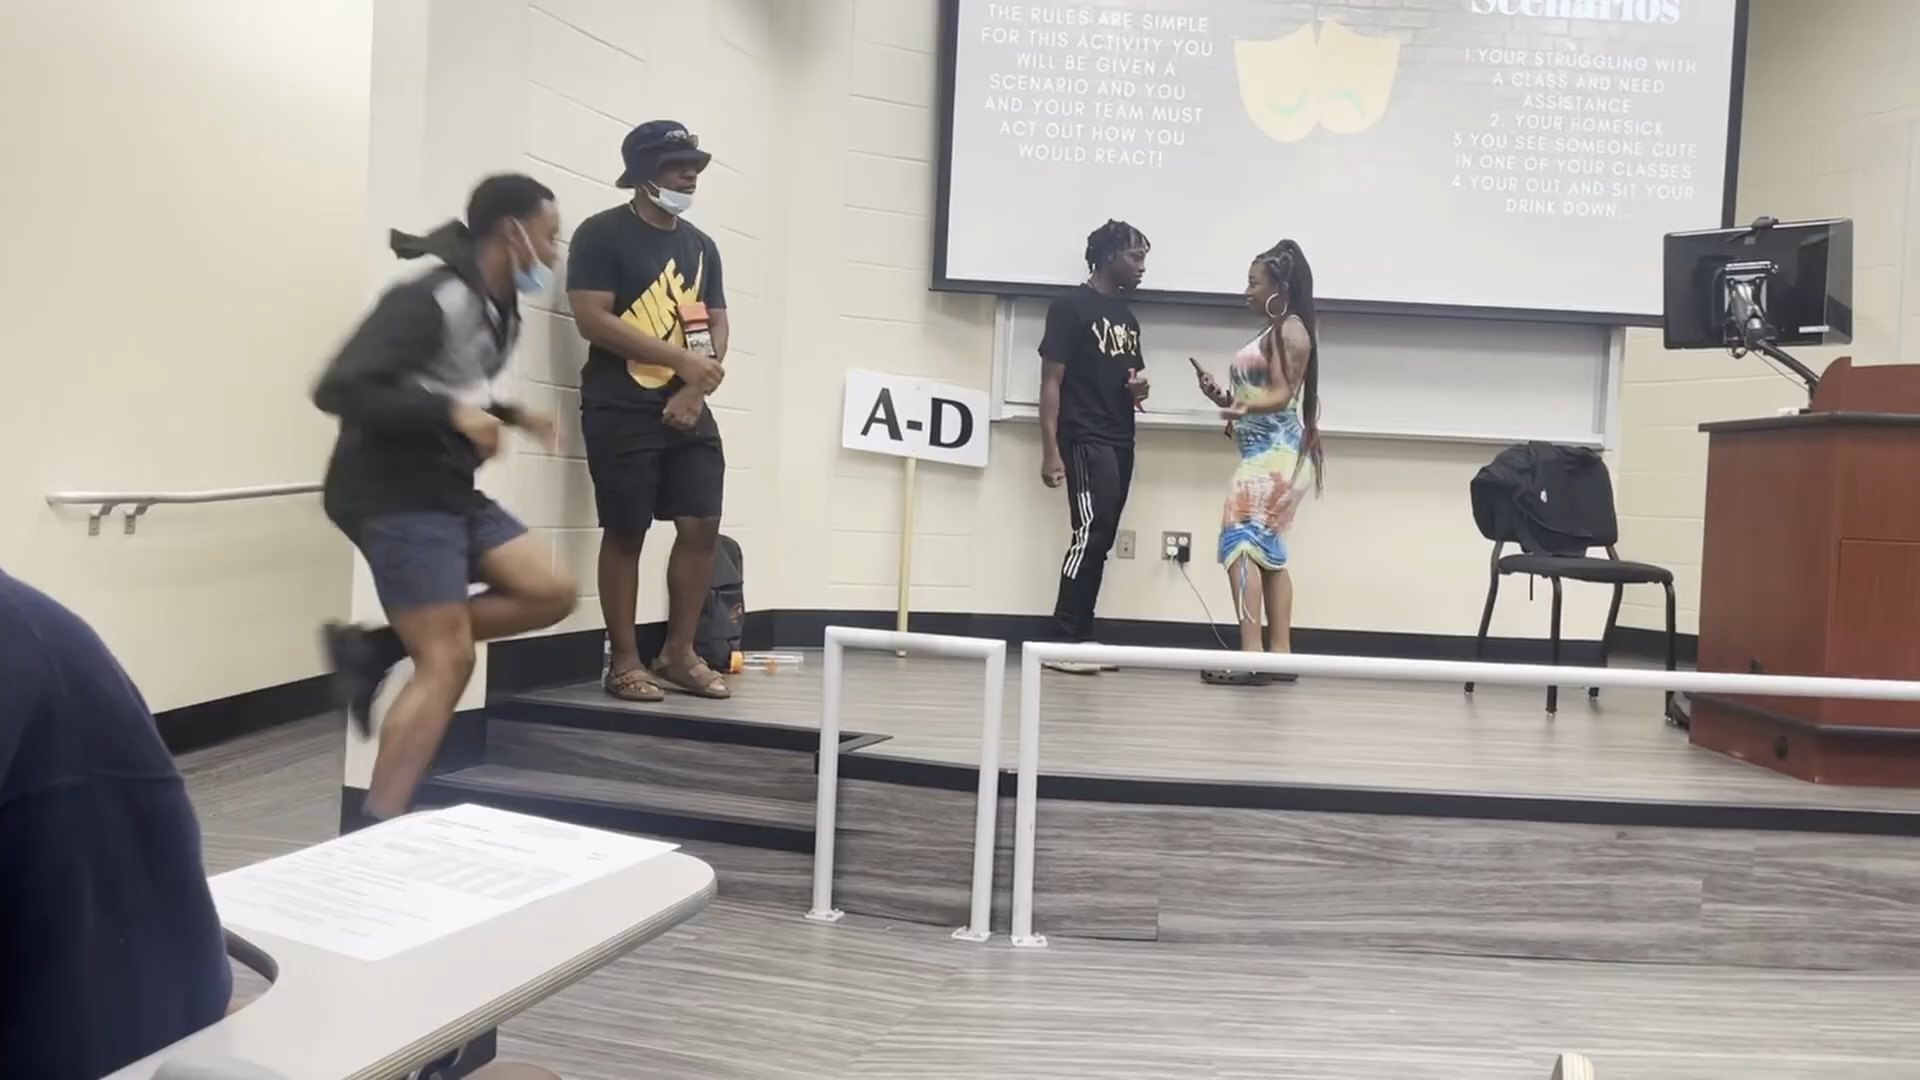 THE RULES ARE SIMPLE
FOR THIS ACTIVITY YOU
WILL BE GIVEN A
SCENARIO AND YOU
AND YOUR TEAM MUST
ACT OUT HOW YOU
WOULD REACT!
Scenarios
1.YOUR STRUGGLING WITH
A CLASS AND NEED
ASSISTANCE
2. YOUR HOMESICK
3.YOU SEE SOMEONE CUTE
IN ONE OF YOUR CLASSES
4.YOUR OUT AND SIT YOUR
DRINK DOWN..
NIKE
A-D